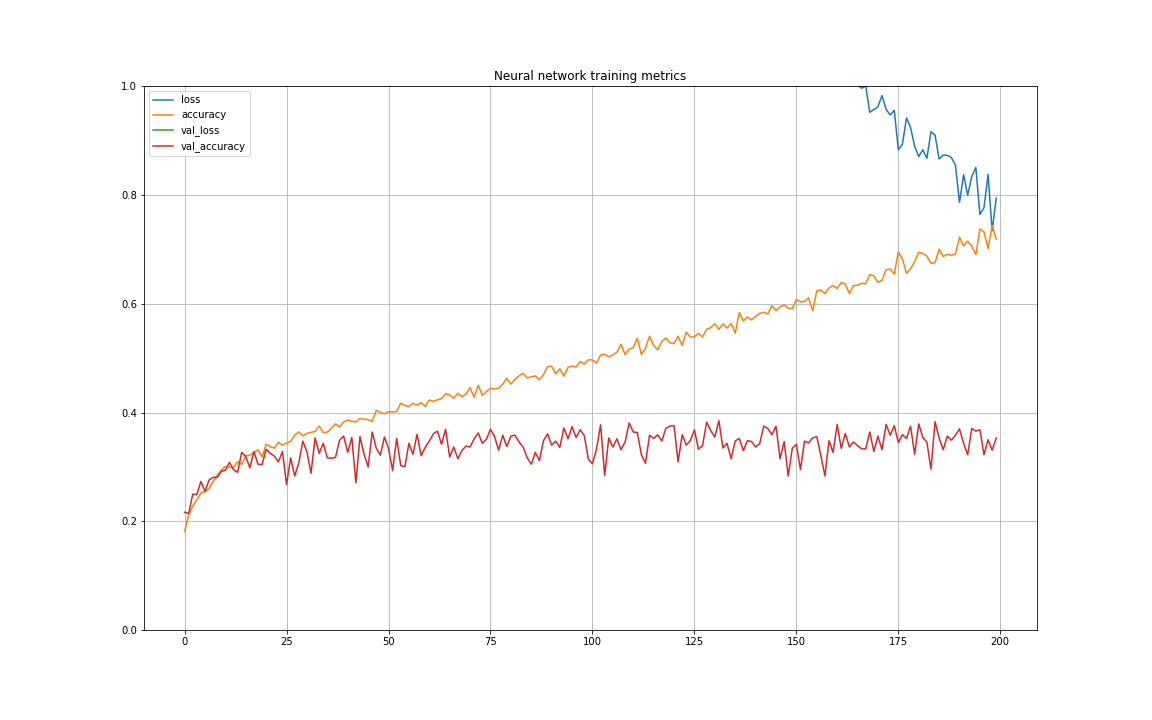 Neural network training metrics
1.0
loss
accuracy
val_loss
val_accuracy
0.8
0.6
0.4
0.2
0.0
0 25 50 75 100 125 150 175 200